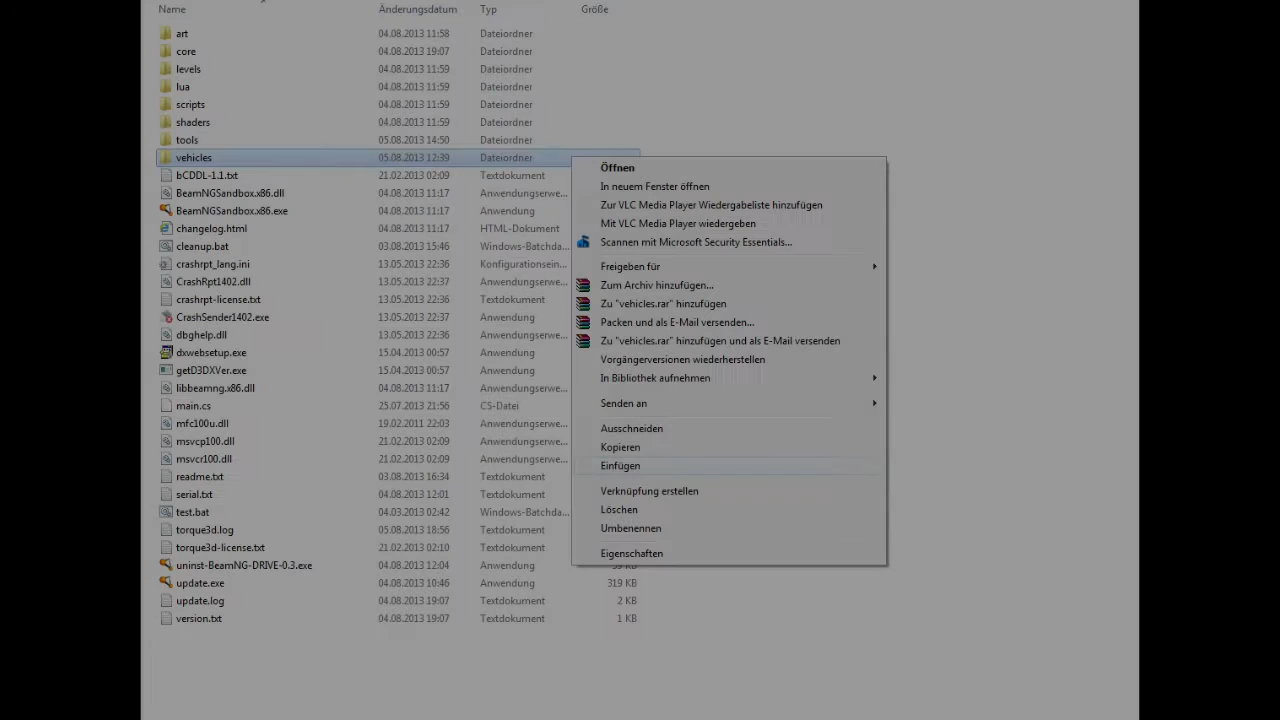 Name Änderungsdatum Typ Größe
art 04.08.2013 11:58 Dateiordner
core 04.08.2013 19:07 Dateiordner
levels 04.08.2013 11:59 Dateiordner
lua 04.08.2013 11:59 Dateiordner
scripts 04.08.2013 11:59 Dateiordner
shaders 04.08.2013 11:59 Dateiordner
tools 05.08.2013 14:50 Dateiordner
vehicles 05.08.2013 12:39 Dateiordner
bCDDL-1.1.txt 21.02.2013 02:09 Textdokument
BeamNGSandbox.x86.dll 04.08.2013 11:17 Anwendungserwe...
BeamNGSandbox.x86.exe 04.08.2013 11:17 Anwendung
changelog.html 04.08.2013 11:17 HTML-Dokument
cleanup.bat 03.08.2013 15:46 Windows-Batchda...
crashrpt_lang.ini 13.05.2013 22:36 Konfigurationsein...
CrashRpt1402.dll 13.05.2013 22:37 Anwendungserwe...
crashrpt-license.txt 13.05.2013 22:36 Textdokument
CrashSender1402.exe 13.05.2013 22:37 Anwendung
dbghelp.dll 13.05.2013 22:36 Anwendungserwe...
dxwebsetup.exe 15.04.2013 00:57 Anwendung
getD3DXVer.exe 15.04.2013 00:57 Anwendung
libbeamng.x86.dll 04.08.2013 11:17 Anwendungserwe...
main.cs 25.07.2013 21:56 CS-Datei
mfc100u.dll 19.02.2011 22:03 Anwendungserwe...
msvcp100.dll 21.02.2013 02:09 Anwendungserwe...
msvcr100.dll 21.02.2013 02:09 Anwendungserwe...
readme.txt 03.08.2013 16:34 Textdokument
serial.txt 04.08.2013 12:01 Textdokument
test.bat 04.03.2013 02:42 Windows-Batchda...
torque3d.log 05.08.2013 18:56 Textdokument
torque3d-license.txt 21.02.2013 02:10 Textdokument
uninst-BeamNG-DRIVE-0.3.exe 04.08.2013 12:04 Anwendung 59 KB
update.exe 04.08.2013 10:46 Anwendung 319 KB
update.log 04.08.2013 19:07 Textdokument 2 KB
version.txt 04.08.2013 19:07 Textdokument 1 KB
Öffnen
In neuem Fenster öffnen
Zur VLC Media Player Wiedergabeliste hinzufügen
Mit VLC Media Player wiedergeben
Scannen mit Microsoft Security Essentials...
Freigeben für
Zum Archiv hinzufügen...
Zu "vehicles.rar" hinzufügen
Packen und als E-Mail versenden...
Zu "vehicles.rar" hinzufügen und als E-Mail versenden
Vorgängerversionen wiederherstellen
In Bibliothek aufnehmen
Senden an
Ausschneiden
Kopieren
Einfügen
Verknüpfung erstellen
Löschen
Umbenennen
Eigenschaften